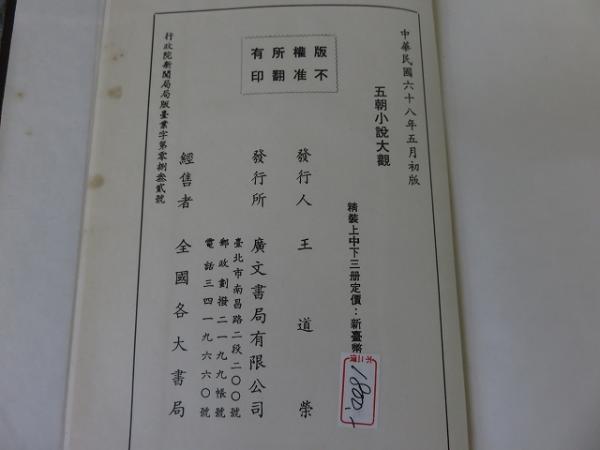 中華民國六十八年五月初版
五朝小說大觀
精裝上中下三册定價：新臺幣
1800.-
版權所有
不准翻印
發行人　王道榮
發行所　廣文書局有限公司
臺北市南昌路二段二〇〇號
郵政劃撥二一九九帳號
電話三四一九六六〇號
經售者　全國各大書局
行政院新聞局局版臺業字第零捌叁貳號